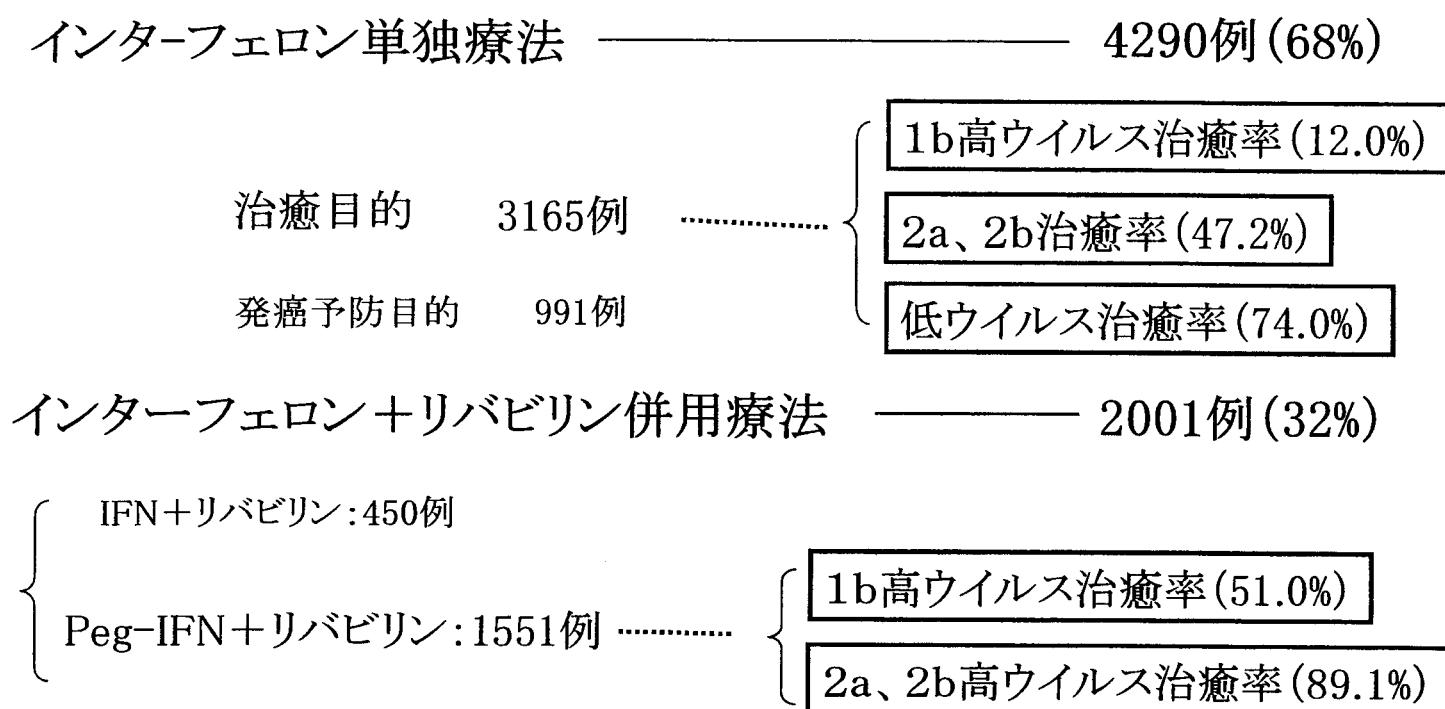 インタ-フェロン単独療法 4290例(68%)
1b高ウイルス治癒率(12.0%)
治癒目的 3165例
2a、2b治癒率(47.2%)
発癌予防目的 991例
低ウイルス治癒率(74.0%)
インターフェロン+リバビリン併用療法 2001例(32%)
IFN+リバビリン:450例
1b高ウイルス治癒率(51.0%)
Peg-IFN+リバビリン:1551例
2a、2b高ウイルス治癒率(89.1%)